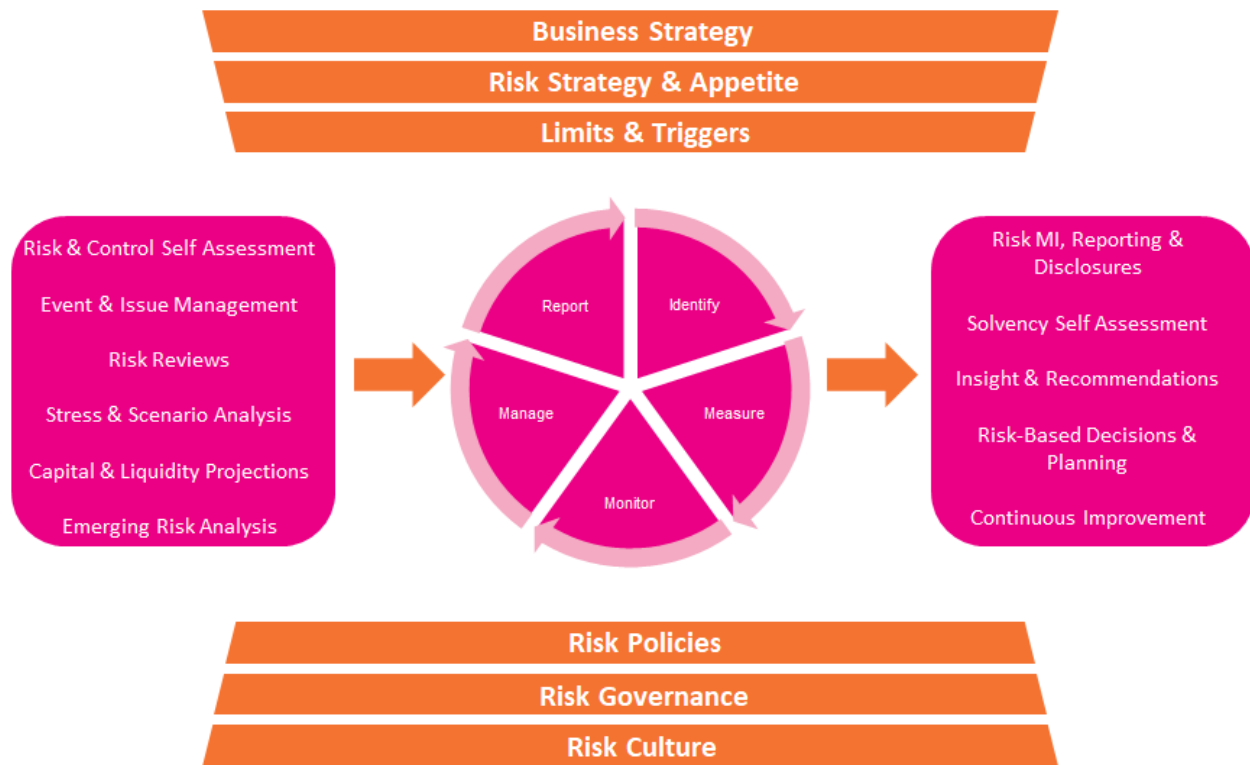 Business Strategy
Risk Strategy & Appetite
Limits & Triggers
Risk & Control Self Assessment
Event & Issue Management
Risk Reviews
Stress & Scenario Analysis
Capital & Liquidity Projections
Emerging Risk Analysis
Report
Identify
Manage
Measure
Monitor
Risk MI, Reporting &
Disclosures
Solvency Self Assessment
Insight & Recommendations
Risk-Based Decisions &
Planning
Continuous Improvement
Risk Policies
Risk Governance
Risk Culture